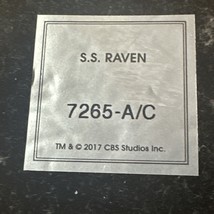 S.S. RAVEN
7265-A/C
TM & © 2017 CBS Studios Inc.